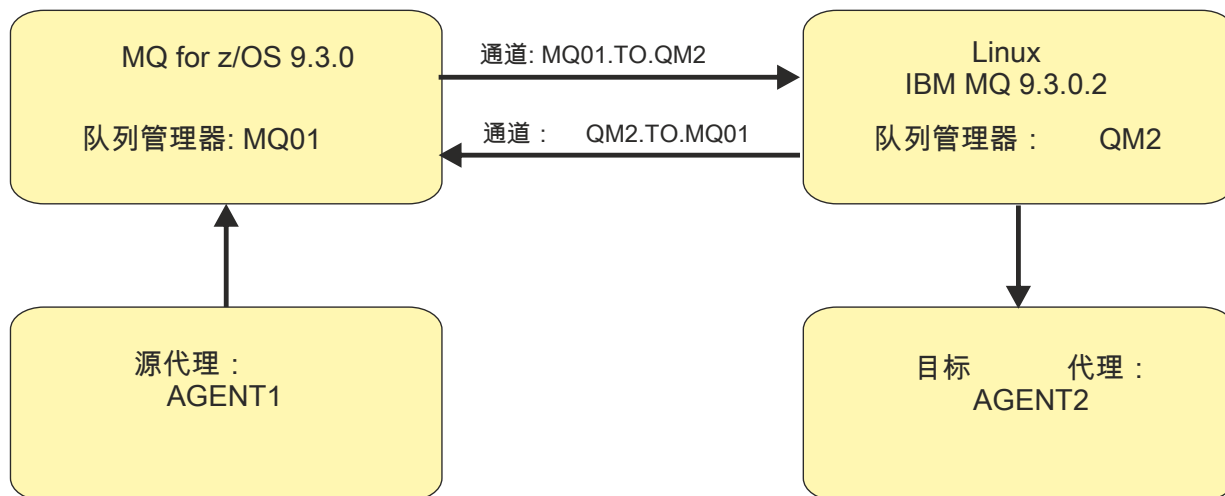 MQ for z/OS 9.3.0
队列管理器: MQ01
通道: MQ01.TO.QM2
通道： QM2.TO.MQ01
Linux
IBM MQ 9.3.0.2
队列管理器： QM2
源代理：
AGENT1
目标 代理：
AGENT2